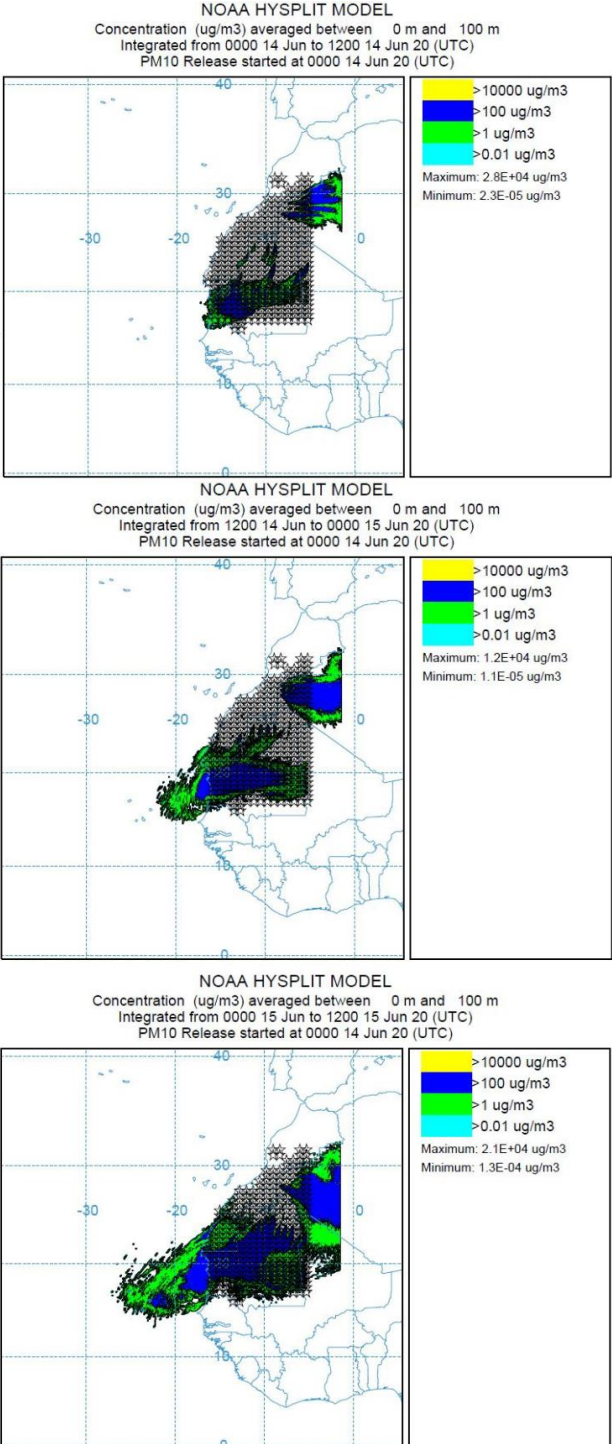 NOAA HYSPLIT MODEL
Concentration (ug/m3) averaged between 0 m and 100 m
Integrated from 0000 14 Jun to 1200 14 Jun 20 (UTC)
PM10 Release started at 0000 14 Jun 20 (UTC)
40
30
-30 -20 0
10
0
>10000 ug/m3
>100 ug/m3
>1 ug/m3
>0.01 ug/m3
Maximum: 2.8E+04 ug/m3
Minimum: 2.3E-05 ug/m3
NOAA HYSPLIT MODEL
Concentration (ug/m3) averaged between 0 m and 100 m
Integrated from 1200 14 Jun to 0000 15 Jun 20 (UTC)
PM10 Release started at 0000 14 Jun 20 (UTC)
40
30
-30 -20 0
10
0
>10000 ug/m3
>100 ug/m3
>1 ug/m3
>0.01 ug/m3
Maximum: 1.2E+04 ug/m3
Minimum: 1.1E-05 ug/m3
NOAA HYSPLIT MODEL
Concentration (ug/m3) averaged between 0 m and 100 m
Integrated from 0000 15 Jun to 1200 15 Jun 20 (UTC)
PM10 Release started at 0000 14 Jun 20 (UTC)
40
30
-30 -20 0
10
0
>10000 ug/m3
>100 ug/m3
>1 ug/m3
>0.01 ug/m3
Maximum: 2.1E+04 ug/m3
Minimum: 1.3E-04 ug/m3